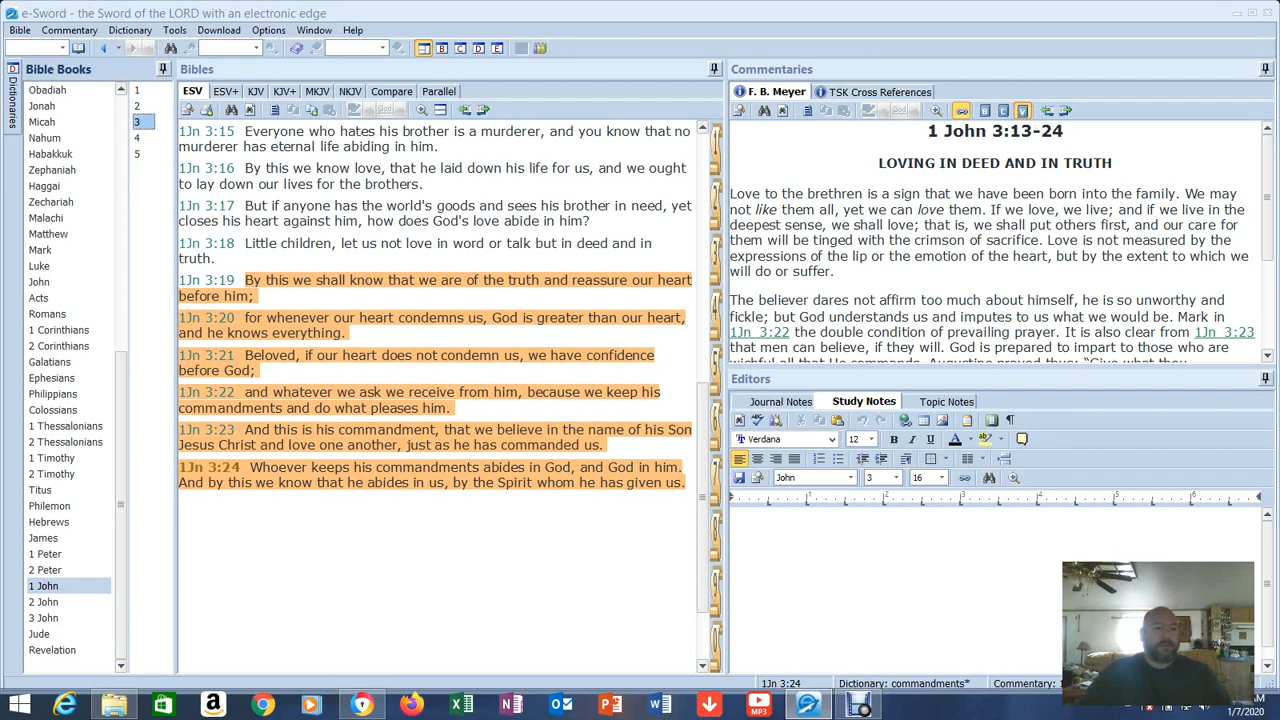 e-Sword - the Sword of the LORD with an electronic edge
Bible Commentary Dictionary Tools Download Options Window Help
Dictionaries
Bible Books
Obadiah
Jonah
Micah
Nahum
Habakkuk
Zephaniah
Haggai
Zechariah
Malachi
Matthew
Mark
Luke
John
Acts
Romans
1 Corinthians
2 Corinthians
Galatians
Ephesians
Philippians
Colossians
1 Thessalonians
2 Thessalonians
1 Timothy
2 Timothy
Titus
Philemon
Hebrews
James
1 Peter
2 Peter
1 John
2 John
3 John
Jude
Revelation
1
2
3
4
5
Bibles
ESV ESV+ KJV KJV+ MKJV NKJV Compare Parallel
1Jn 3:15 Everyone who hates his brother is a murderer, and you know that no
murderer has eternal life abiding in him.
1Jn 3:16 By this we know love, that he laid down his life for us, and we ought
to lay down our lives for the brothers.
1Jn 3:17 But if anyone has the world's goods and sees his brother in need, yet
closes his heart against him, how does God's love abide in him?
1Jn 3:18 Little children, let us not love in word or talk but in deed and in
truth.
1Jn 3:19 By this we shall know that we are of the truth and reassure our heart
before him;
1Jn 3:20 for whenever our heart condemns us, God is greater than our heart,
and he knows everything.
1Jn 3:21 Beloved, if our heart does not condemn us, we have confidence
before God;
1Jn 3:22 and whatever we ask we receive from him, because we keep his
commandments and do what pleases him.
1Jn 3:23 And this is his commandment, that we believe in the name of his Son
Jesus Christ and love one another, just as he has commanded us.
1Jn 3:24 Whoever keeps his commandments abides in God, and God in him.
And by this we know that he abides in us, by the Spirit whom he has given us.
Commentaries
F. B. Meyer TSK Cross References
1 John 3:13-24
LOVING IN DEED AND IN TRUTH
Love to the brethren is a sign that we have been born into the family. We may
not like them all, yet we can love them. If we love, we live; and if we live in the
deepest sense, we shall love; that is, we shall put others first, and our care for
them will be tinged with the crimson of sacrifice. Love is not measured by the
expressions of the lip or the emotion of the heart, but by the extent to which we
will do or suffer.
The believer dares not affirm too much about himself, he is so unworthy and
fickle; but God understands us and imputes to us what we would be. Mark in
1Jn_3:22 the double condition of prevailing prayer. It is also clear from 1Jn_3:23
that men can believe, if they will. God is prepared to impart to those who are
Editors
Journal Notes Study Notes Topic Notes
Verdana 12 B I U A
John 3 16
1 2 3 4 5
1Jn 3:24 Dictionary: commandments* Commentary:
MP3
1/7/2020